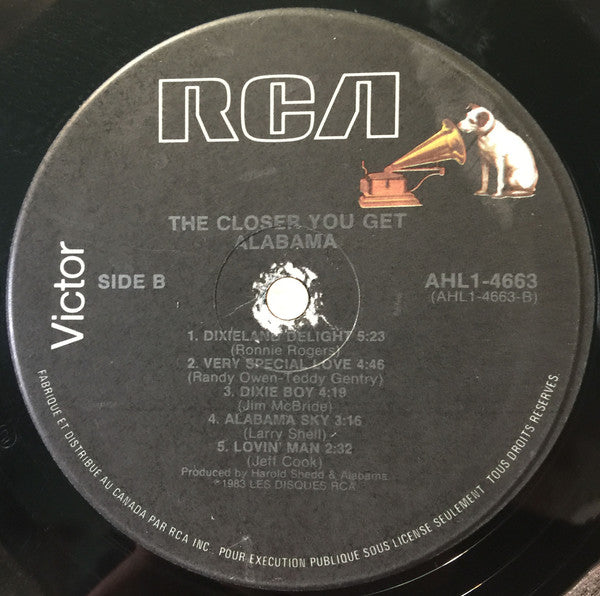 RCA
Victor
THE CLOSER YOU GET
ALABAMA
SIDE B
AHL1-4663
(AHL1-4663-B)
1. DIXIELAND DELIGHT 5:23
(Ronnie Rogers)
2. VERY SPECIAL LOVE 4:46
(Randy Owen-Teddy Gentry)
3. DIXIE BOY 4:19
(Jim McBride)
4. ALABAMA SKY 3:16
(Larry Shell)
5. LOVIN' MAN 2:32
(Jeff Cook)
Produced by Harold Shedd & Alabama
℗1983 LES DISQUES RCA
FABRIQUE ET DISTRIBUE AU CANADA PAR RCA INC. POUR EXECUTION PUBLIQUE SOUS LICENSE SEULEMENT. TOUS DROITS RESERVES.